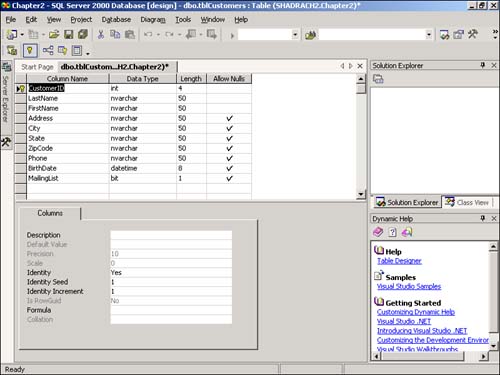 Chapter2 - SQL Server 2000 Database [design] - dbo.tblCustomers : Table (SHADRACH2.Chapter2)*
File Edit View Project Database Diagram Tools Window Help
Start Page dbo.tblCustom...H2.Chapter2)*
Server Explorer
Column Name Data Type Length Allow Nulls
CustomerID int 4
LastName nvarchar 50
FirstName nvarchar 50
Address nvarchar 50
City nvarchar 50
State nvarchar 50
ZipCode nvarchar 50
Phone nvarchar 50
BirthDate datetime 8
MailingList bit 1
Columns
Description
Default Value
Precision 10
Scale 0
Identity Yes
Identity Seed 1
Identity Increment 1
Is RowGuid No
Formula
Collation
Solution Explorer
Solution Explorer Class View
Dynamic Help
Help
Table Designer
Samples
Visual Studio Samples
Getting Started
Customizing Dynamic Help
Visual Studio .NET
Introducing Visual Studio .NET
Customizing the Development Enviror
Visual Studio Walkthroughs
Ready